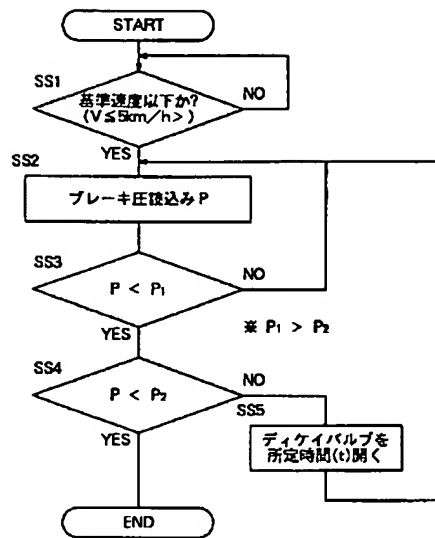 START
SS1
基準速度以下か?
(V≦5km/h>)
NO
YES
SS2
ブレーキ圧読込み P
SS3
P < P₁
NO
YES
※ P₁ > P₂
SS4
P < P₂
NO
SS5
YES
ディケイバルブを
所定時間(t)開く
END